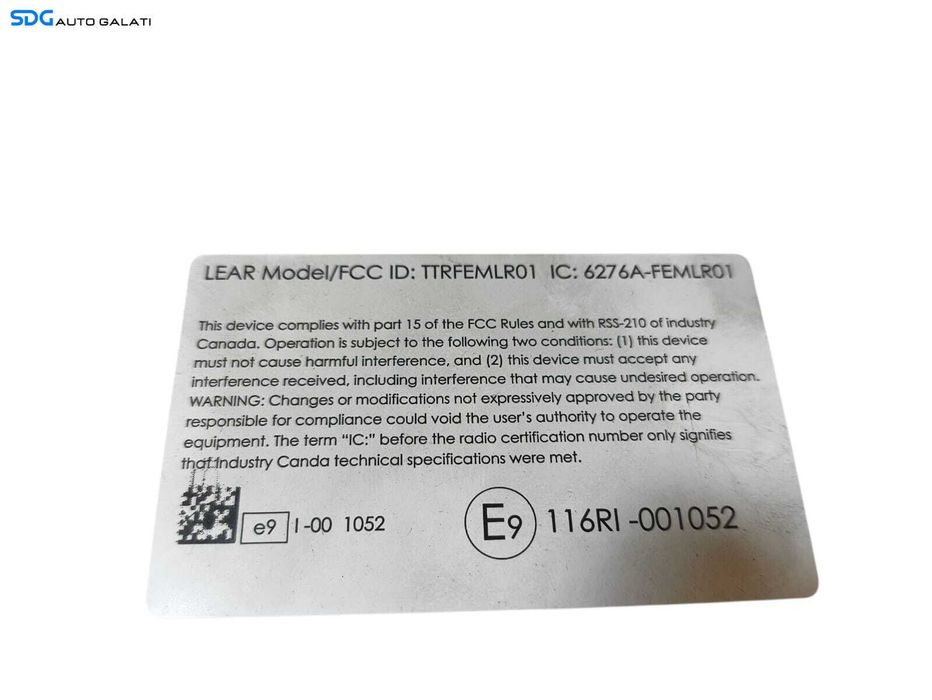 SDG AUTO GALATI
LEAR Model/FCC ID: TTRFEMLR01 IC: 6276A-FEMLR01
This device complies with part 15 of the FCC Rules and with RSS-210 of industry
Canada. Operation is subject to the following two conditions: (1) this device
must not cause harmful interference, and (2) this device must accept any
interference received, including interference that may cause undesired operation.
WARNING: Changes or modifications not expressively approved by the party
responsible for compliance could void the user's authority to operate the
equipment. The term "IC:" before the radio certification number only signifies
that Industry Canda technical specifications were met.
e9 I-00 1052
E9 116RI-001052